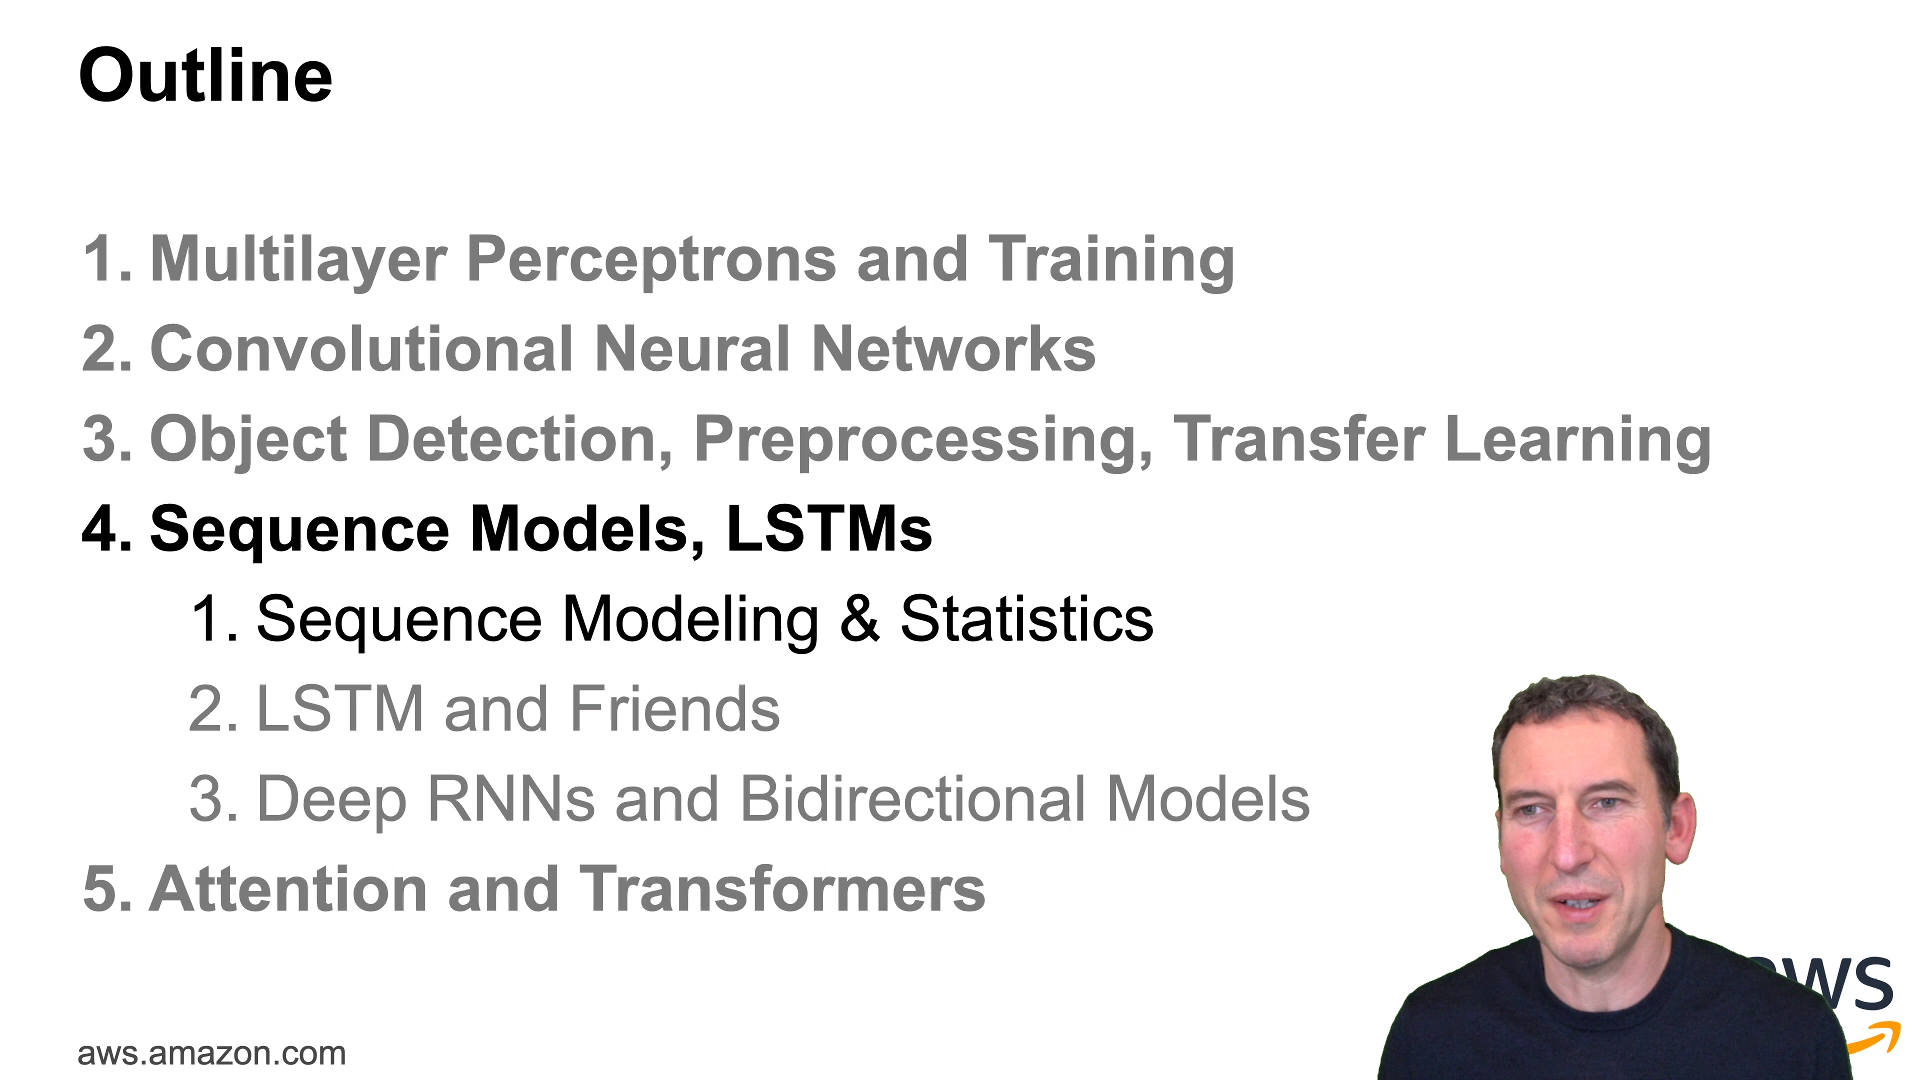 Outline
1. Multilayer Perceptrons and Training
2. Convolutional Neural Networks
3. Object Detection, Preprocessing, Transfer Learning
4. Sequence Models, LSTMs
1. Sequence Modeling & Statistics
2. LSTM and Friends
3. Deep RNNs and Bidirectional Models
5. Attention and Transformers
aws
aws.amazon.com